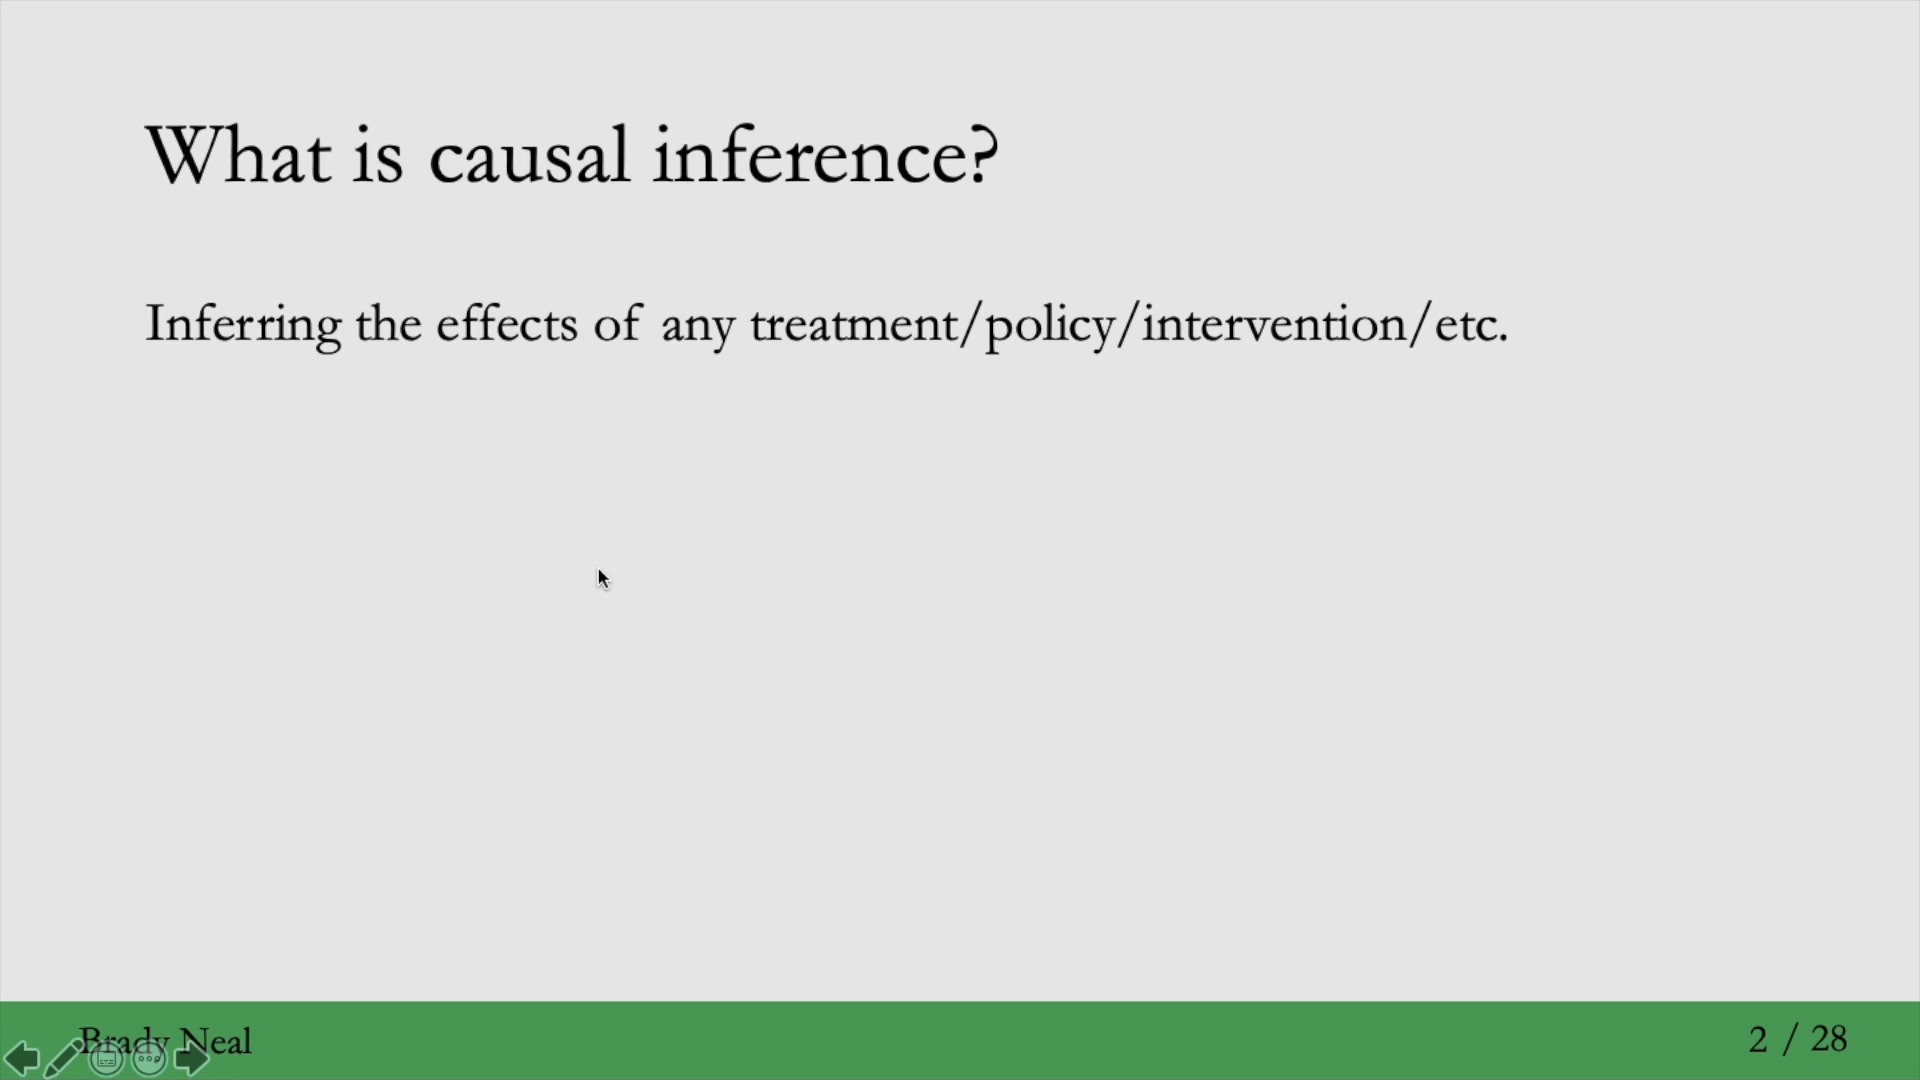 What is causal inference?
Inferring the effects of any treatment/policy/intervention/etc.
Brady Neal
2 / 28